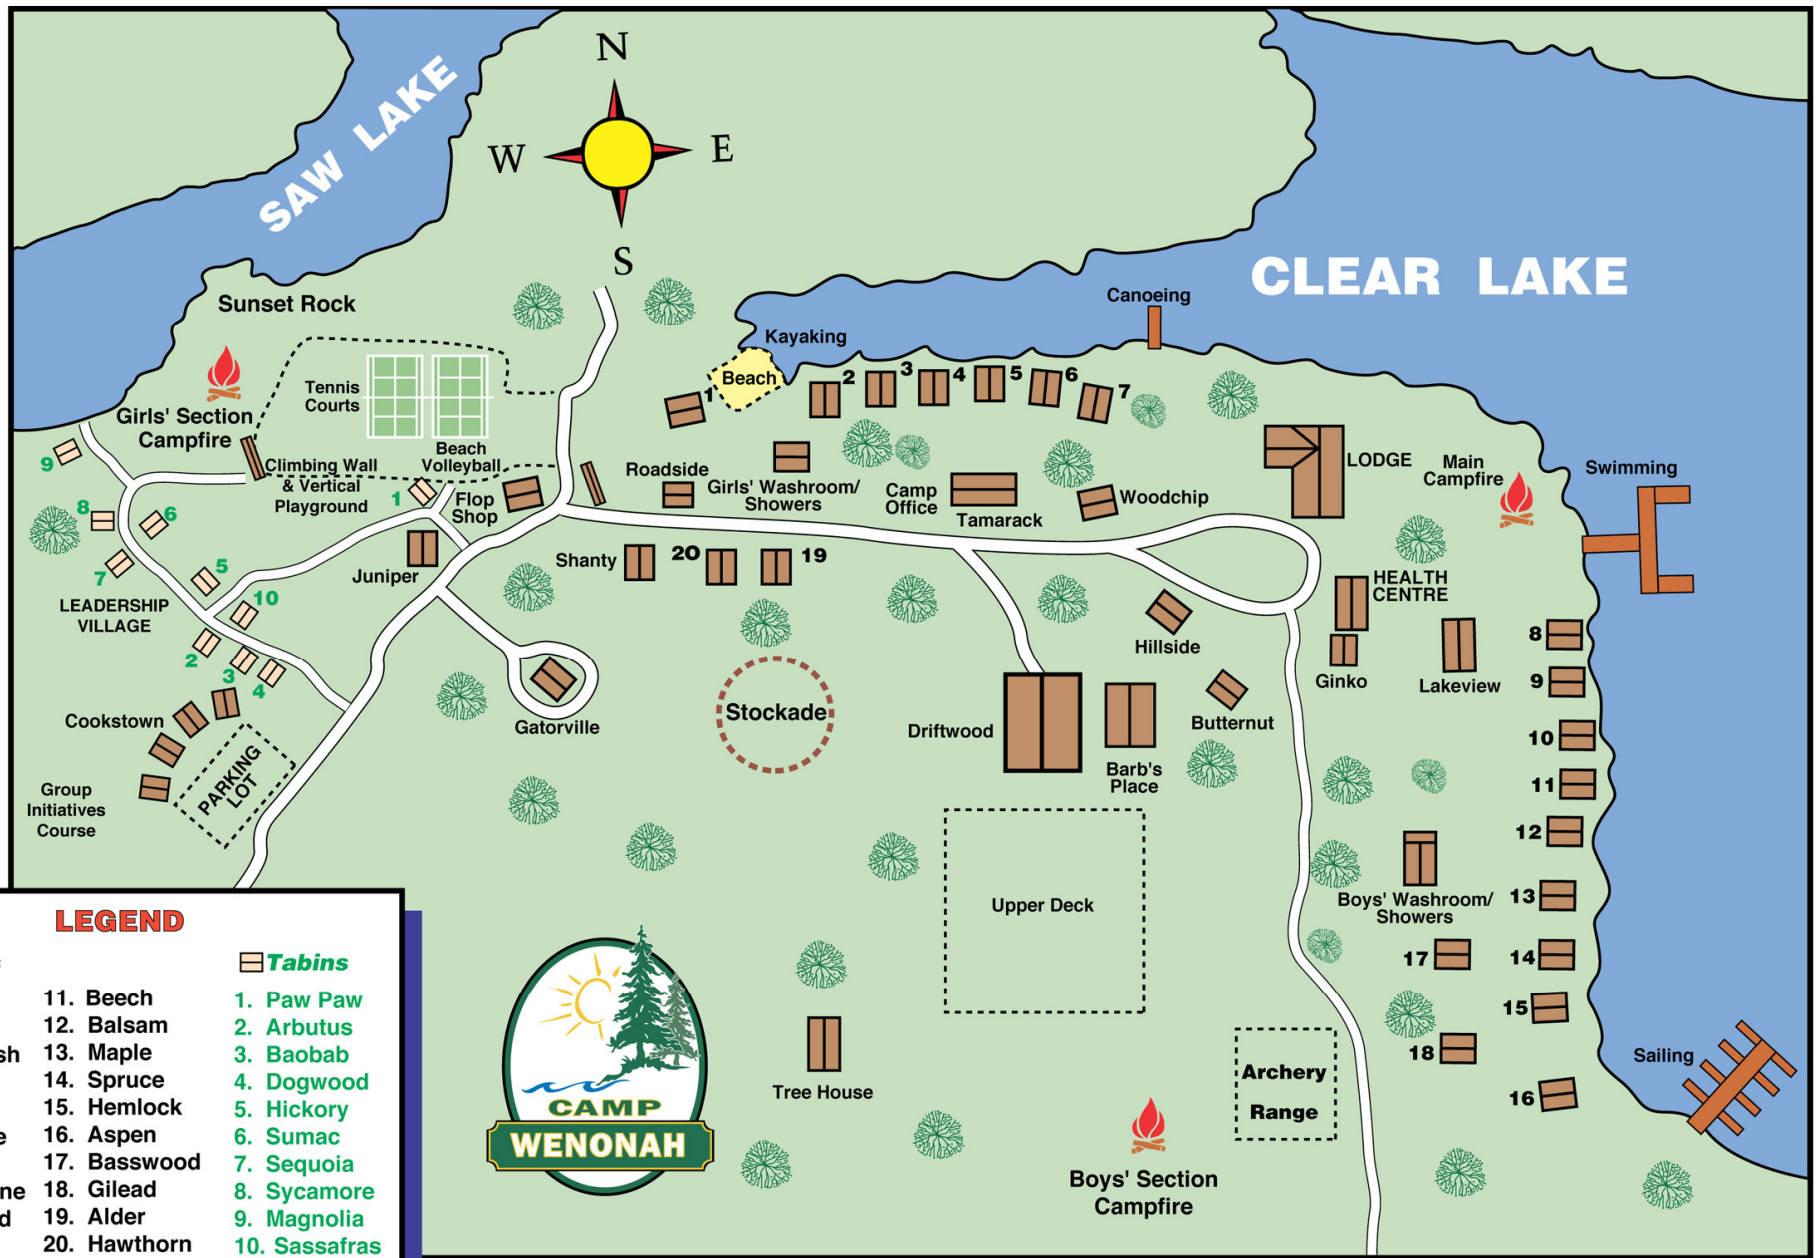 N
W
E
S
SAW LAKE
CLEAR LAKE
Sunset Rock
Canoeing
Kayaking
Beach
Tennis
Courts
Girls' Section
Campfire
Beach
Volleyball
Climbing Wall
& Vertical
Playground
1
2
3
4
5
6
7
Flop
Shop
Roadside
Girls' Washroom/
Showers
Camp
Office
Tamarack
Woodchip
LODGE
Main
Campfire
Swimming
9
8
6
7
5
10
1
2
3
4
LEADERSHIP
VILLAGE
Juniper
Shanty
20
19
HEALTH
CENTRE
Hillside
Ginko
Lakeview
Cookstown
PARKING
LOT
Group
Initiatives
Course
Gatorville
Stockade
Driftwood
Barb's
Place
Butternut
8
9
10
11
12
13
14
15
16
17
18
Upper Deck
Boys' Washroom/
Showers
Tree House
Archery
Range
Sailing
Boys' Section
Campfire
CAMP
WENONAH
LEGEND
11. Beech
12. Balsam
13. Maple
14. Spruce
15. Hemlock
16. Aspen
17. Basswood
18. Gilead
19. Alder
20. Hawthorn
Tabins
1. Paw Paw
2. Arbutus
3. Baobab
4. Dogwood
5. Hickory
6. Sumac
7. Sequoia
8. Sycamore
9. Magnolia
10. Sassafras